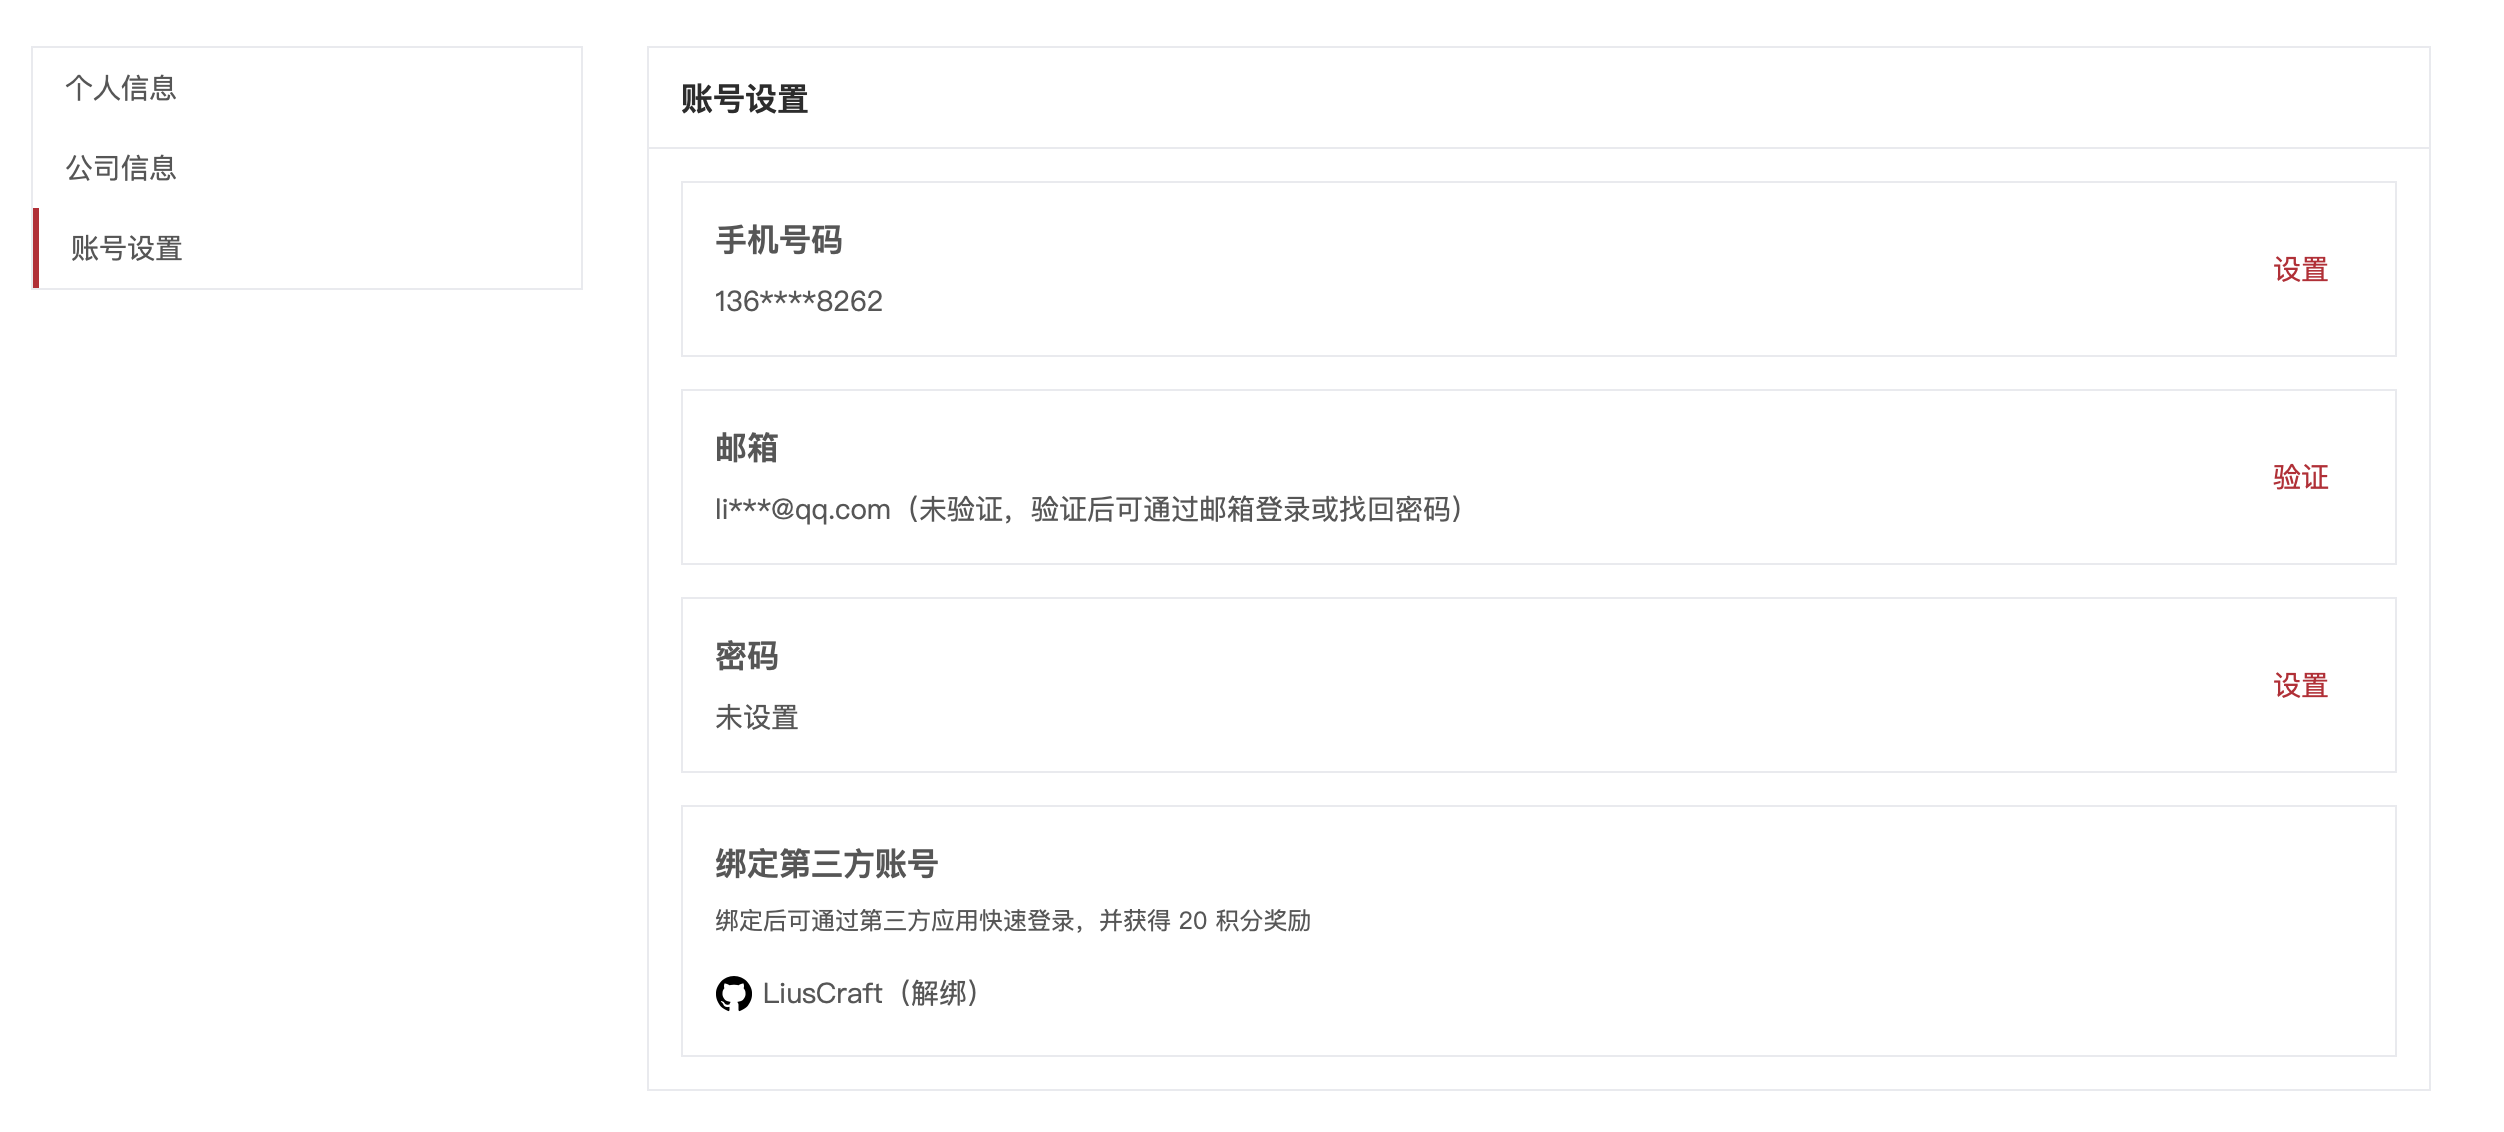 个人信息
公司信息
账号设置
账号设置
手机号码
136****8262
设置
邮箱
li***@qq.com（未验证，验证后可通过邮箱登录或找回密码）
验证
密码
未设置
设置
绑定第三方账号
绑定后可通过第三方应用快速登录，并获得 20 积分奖励
LiusCraft（解绑）